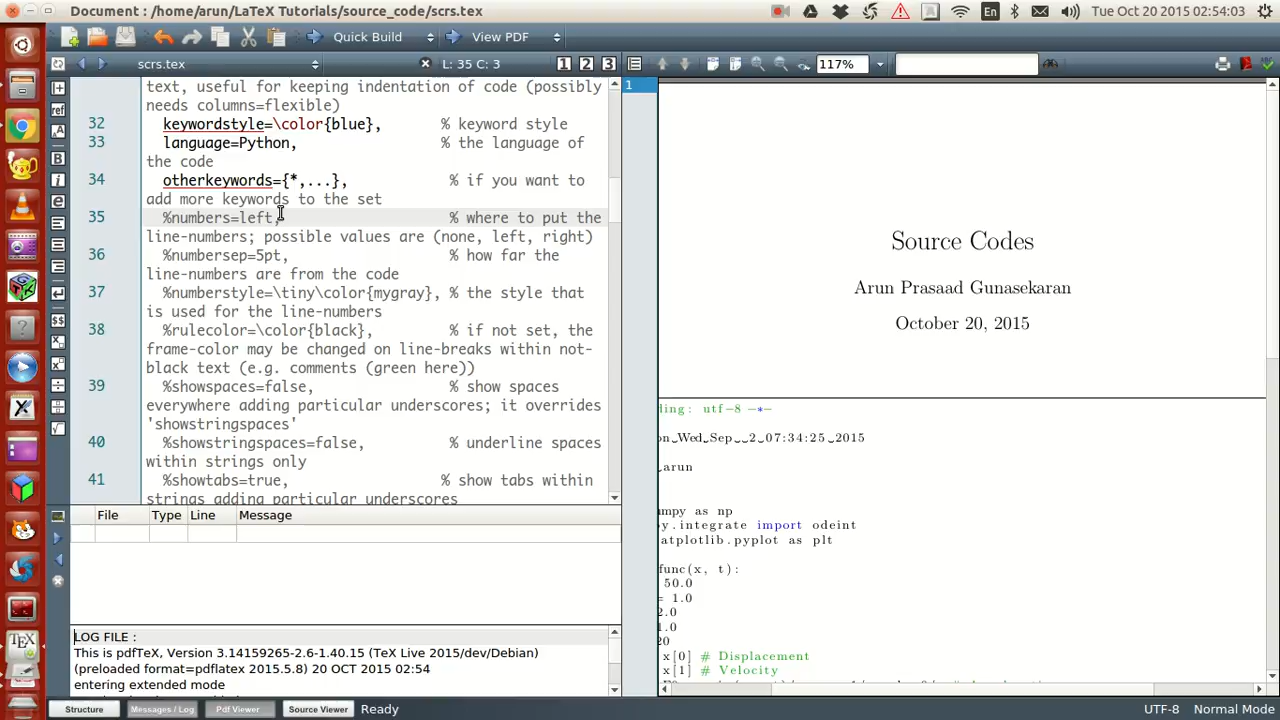 Document : /home/arun/LaTeX Tutorials/source_code/scrs.tex
En
Tue Oct 20 2015 02:54:03
Quick Build
View PDF
scrs.tex
L: 35 C: 3
1 2 3
117%
text, useful for keeping indentation of code (possibly
needs columns=flexible)
32 keywordstyle=\color{blue}, % keyword style
33 language=Python, % the language of
the code
34 otherkeywords={*,...}, % if you want to
add more keywords to the set
35 %numbers=left, % where to put the
line-numbers; possible values are (none, left, right)
36 %numbersep=5pt, % how far the
line-numbers are from the code
37 %numberstyle=\tiny\color{mygray}, % the style that
is used for the line-numbers
38 %rulecolor=\color{black}, % if not set, the
frame-color may be changed on line-breaks within not-
black text (e.g. comments (green here))
39 %showspaces=false, % show spaces
everywhere adding particular underscores; it overrides
'showstringspaces'
40 %showstringspaces=false, % underline spaces
within strings only
41 %showtabs=true, % show tabs within
strings adding particular underscores
File Type Line Message
LOG FILE :
This is pdfTeX, Version 3.14159265-2.6-1.40.15 (TeX Live 2015/dev/Debian)
(preloaded format=pdflatex 2015.5.8) 20 OCT 2015 02:54
entering extended mode
Structure Messages / Log Pdf Viewer Source Viewer Ready
UTF-8 Normal Mode
1
Source Codes
Arun Prasaad Gunasekaran
October 20, 2015
ding: utf-8 -*-
on_Wed_Sep__2_07:34:25_2015
_arun
umpy as np
py.integrate import odeint
atplotlib.pyplot as plt
func(x, t):
50.0
= 1.0
2.0
1.0
20
x[0] # Displacement
x[1] # Velocity